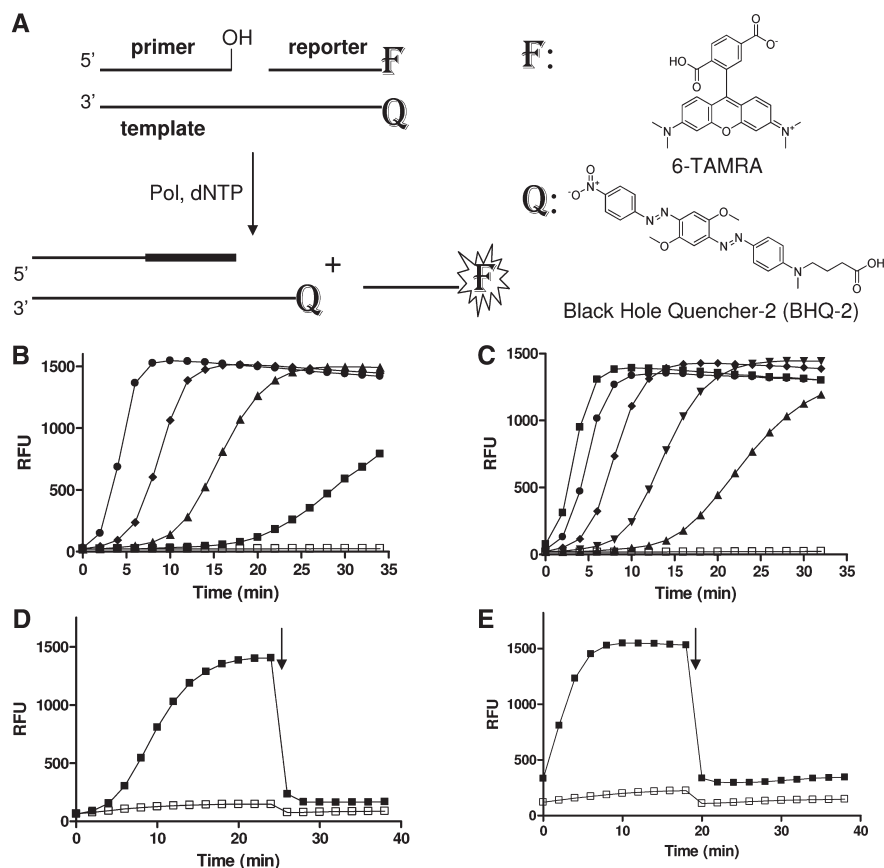 A
primer
OH
reporter
5’
F
3’
Q
template
Pol, dNTP
5’
3’
Q
+
F
F:
O
O-
HO
O
N
O
N+
6-TAMRA
Q:
O
-O
N+
N
N
O
O
N
N
N
OH
O
Black Hole Quencher-2 (BHQ-2)
B
1500
1000
500
0
RFU
0 5 10 15 20 25 30 35
Time (min)
C
1500
1000
500
0
RFU
0 5 10 15 20 25 30 35
Time (min)
D
1500
1000
500
0
RFU
0 10 20 30 40
Time (min)
E
1500
1000
500
0
RFU
0 10 20 30 40
Time (min)